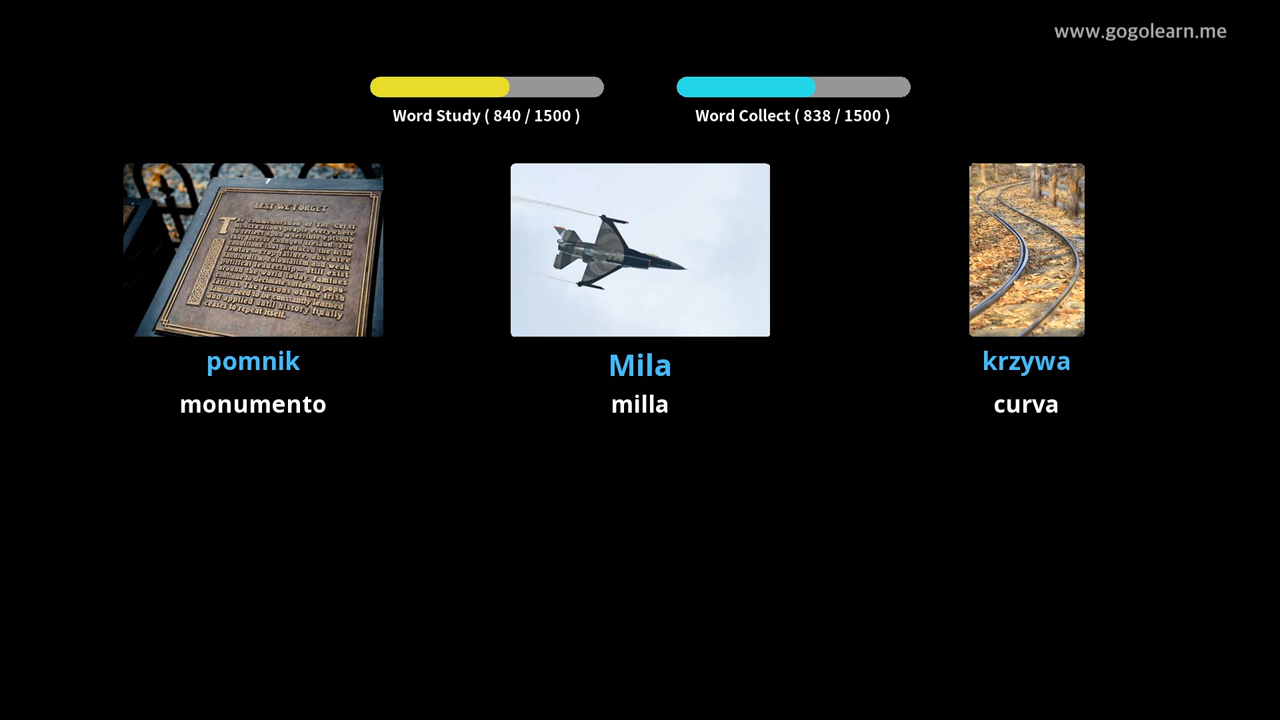 www.gogolearn.me
Word Study ( 840 / 1500 )
Word Collect ( 838 / 1500 )
LEST WE FORGET
pomnik
Mila
krzywa
monumento
milla
curva